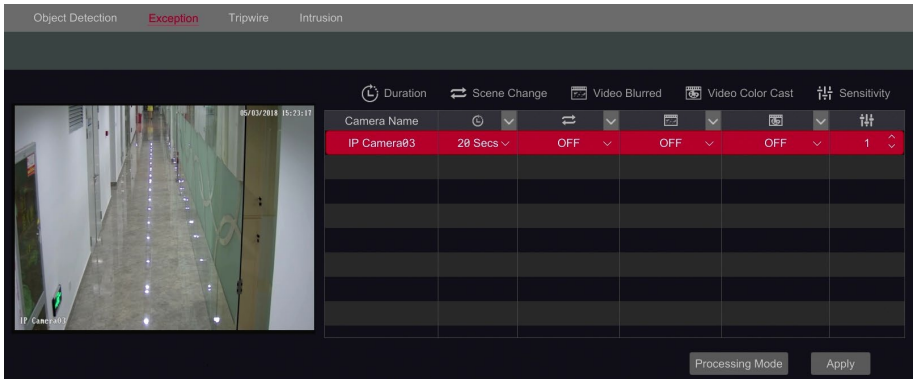 Object Detection Exception Tripwire Intrusion
Duration Scene Change Video Blurred Video Color Cast Sensitivity
05/03/2018 15:23:17
Camera Name
IP Camera03 20 Secs OFF OFF OFF 1
IP Camera03
Processing Mode Apply